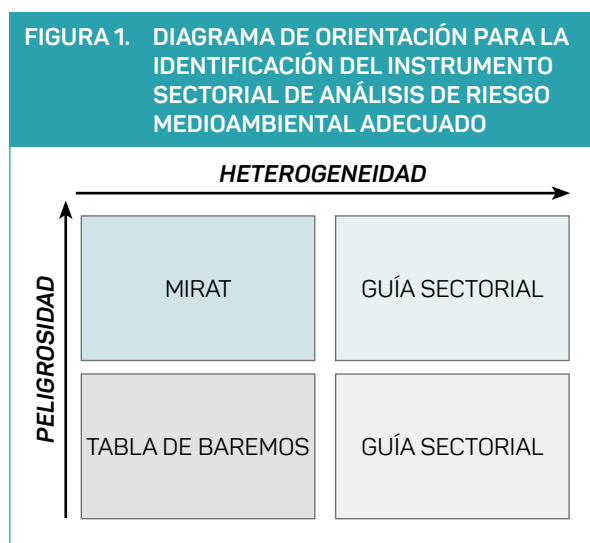 FIGURA 1. DIAGRAMA DE ORIENTACIÓN PARA LA
IDENTIFICACIÓN DEL INSTRUMENTO
SECTORIAL DE ANÁLISIS DE RIESGO
MEDIOAMBIENTAL ADECUADO
HETEROGENEIDAD
PELIGROSIDAD
MIRAT
GUÍA SECTORIAL
TABLA DE BAREMOS
GUÍA SECTORIAL